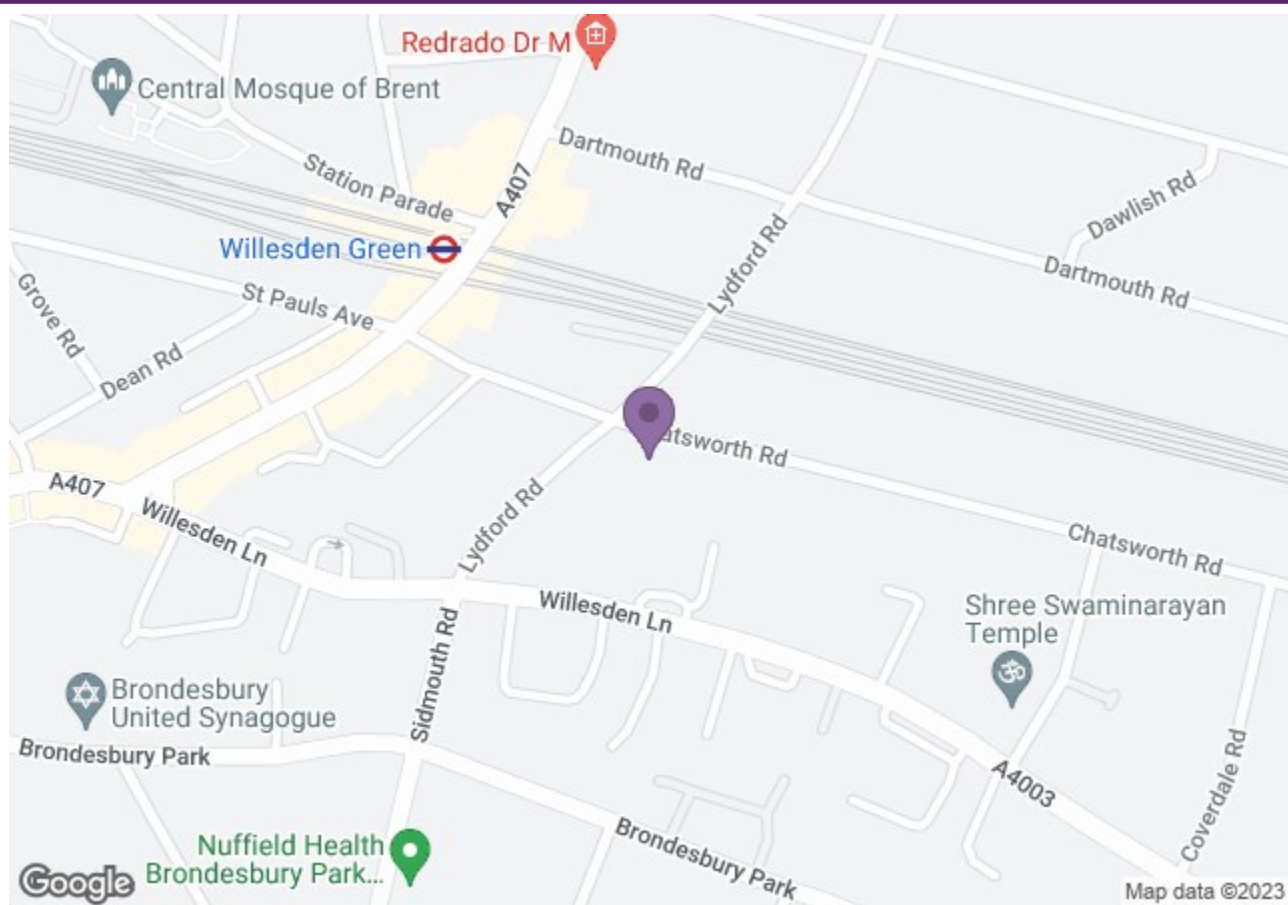 Redrado Dr M
Central Mosque of Brent
Dartmouth Rd
Station Parade
A407
Dawlish Rd
Willesden Green
Lydford Rd
Dartmouth Rd
Grove Rd
St Pauls Ave
Dean Rd
atsworth Rd
A407
Willesden Ln
Lydford Rd
Chatsworth Rd
Willesden Ln
Shree Swaminarayan
Temple
Sidmouth Rd
Brondesbury
United Synagogue
Brondesbury Park
A4003
Coverdale Rd
Nuffield Health
Brondesbury Park...
Brondesbury Park
Google
Map data ©2023